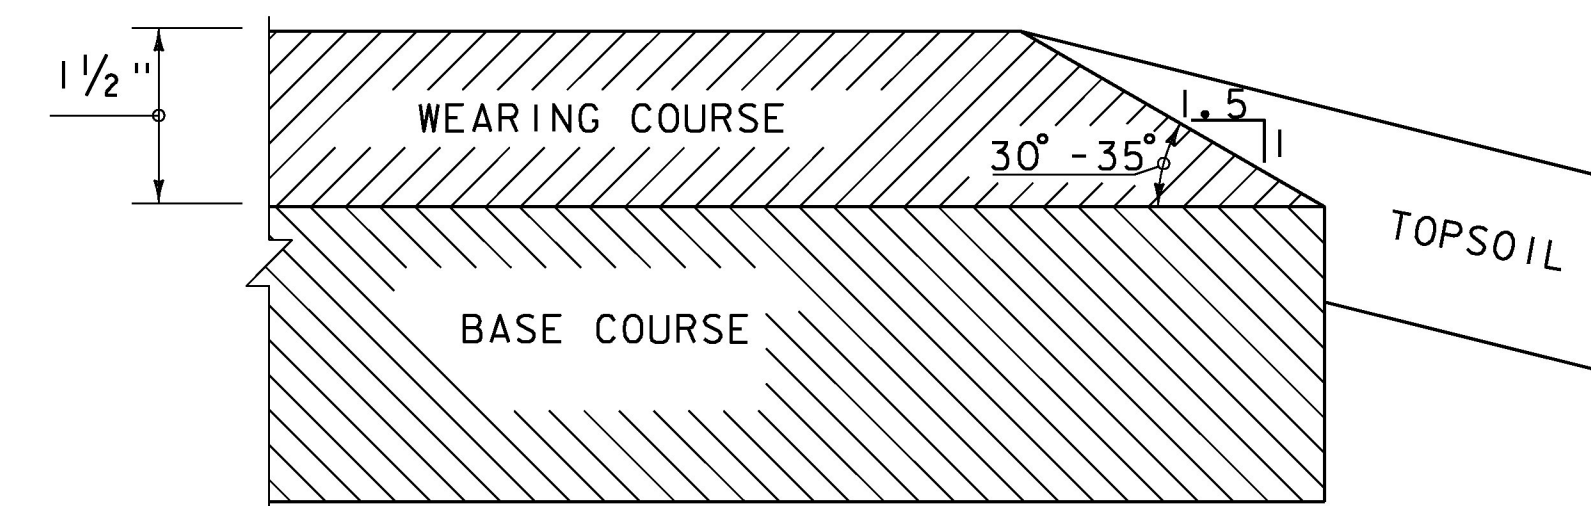 1 1/2"
WEARING COURSE
1.5
1
30° - 35°
TOPSOIL
BASE COURSE